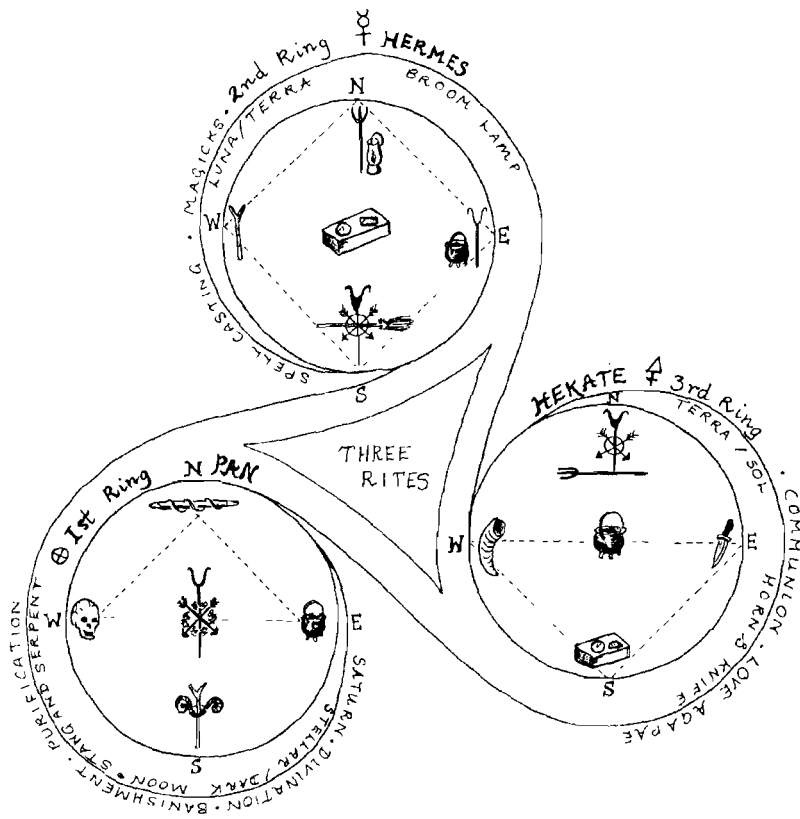 2nd Ring ☿ HERMES
MAGICKS · LUNA/TERRA
BROOM LAMP
SPELL CASTING ·
N
W
E
S
THREE
RITES
HEKATE 3rd Ring
TERRA / SOL
· COMMUNION · LOVE AGAPAE
HORN & KNIFE
N
W
E
S
1st Ring
PAN
N
W
E
S
SATURN · DIVINATION · BANISHMENT · PURIFICATION
STELLAR/DARK MOON · STANG AND SERPENT